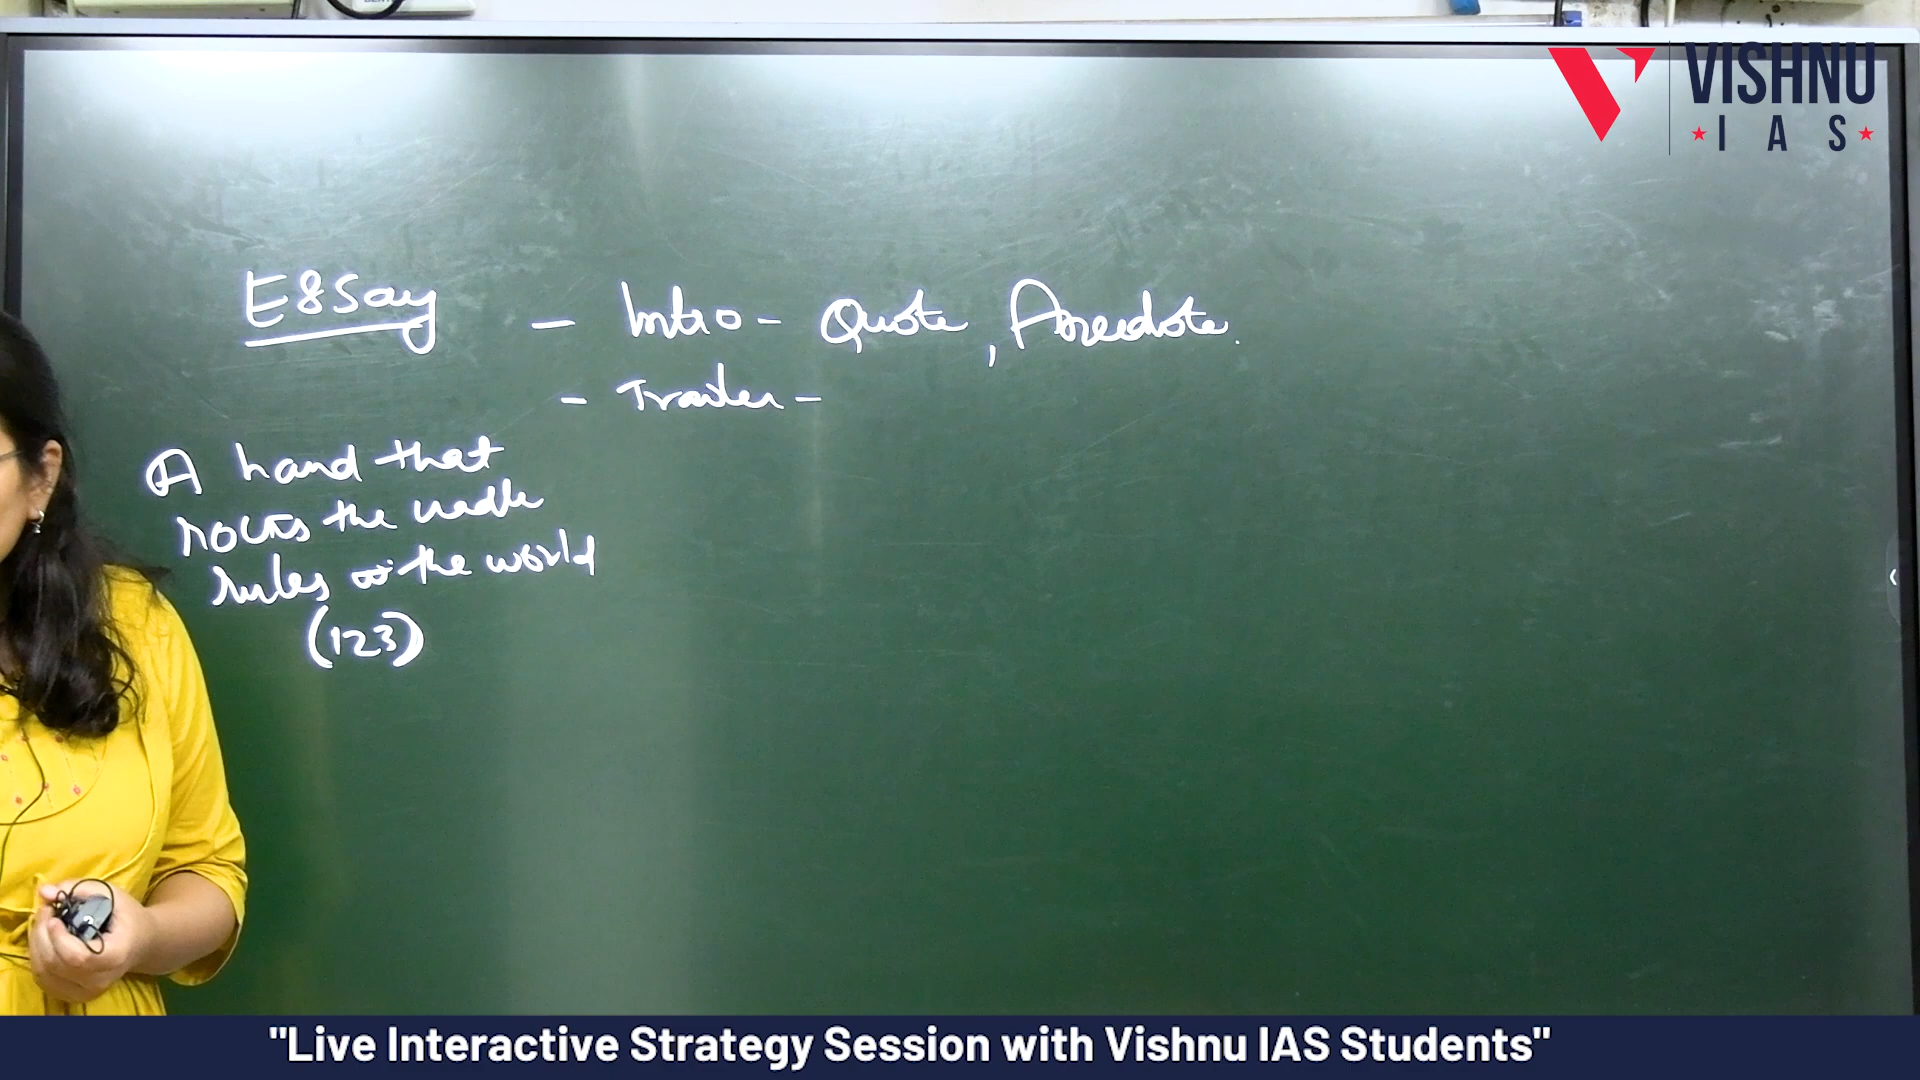 VISHNU
IAS
Essay - Intro - Quote, Anecdote.
- Trailer -
A hand that
rocks the cradle
rules the world
(123)
"Live Interactive Strategy Session with Vishnu IAS Students"